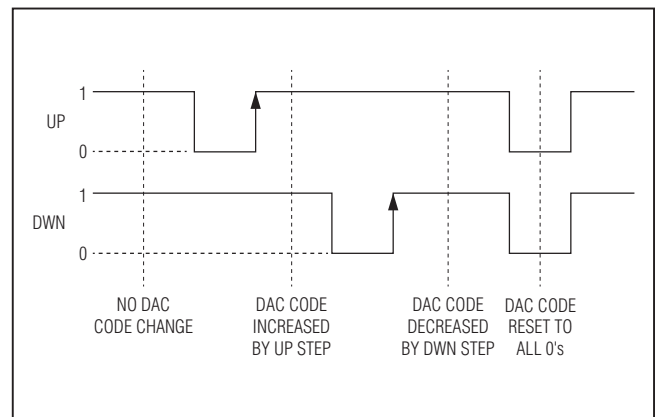 1
UP
0
1
DWN
0
NO DAC
CODE CHANGE
DAC CODE
INCREASED
BY UP STEP
DAC CODE
DECREASED
BY DWN STEP
DAC CODE
RESET TO
ALL 0's